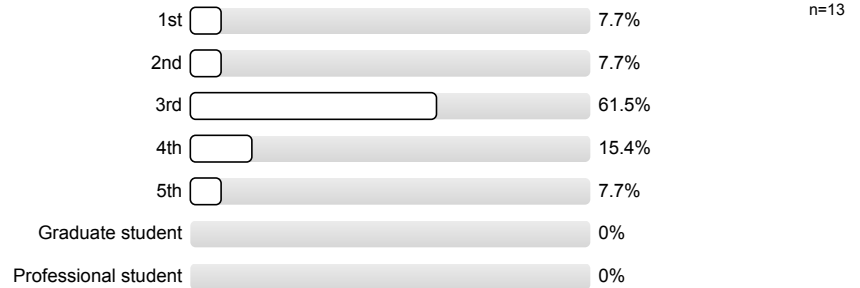 n=13
1st 7.7%
2nd 7.7%
3rd 61.5%
4th 15.4%
5th 7.7%
Graduate student 0%
Professional student 0%